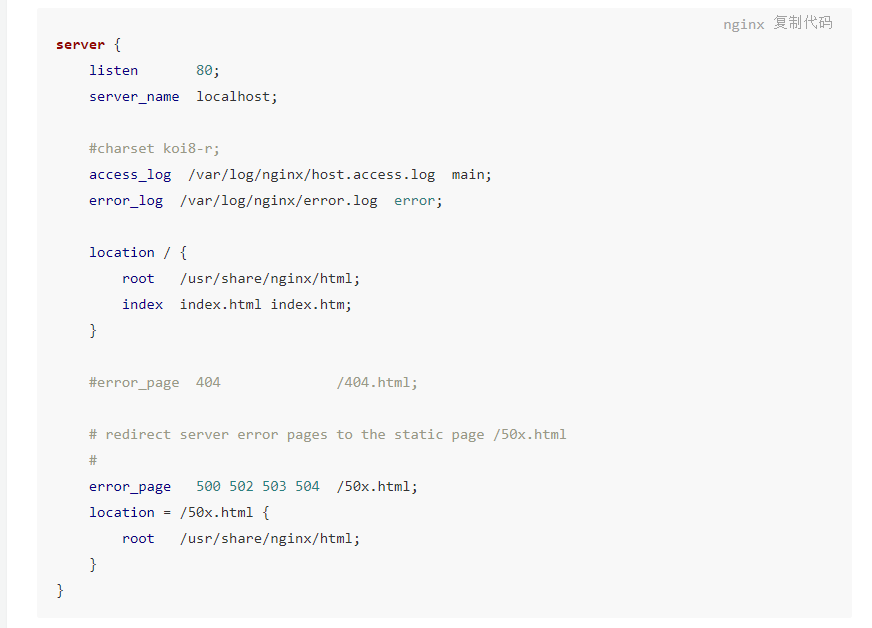 nginx 复制代码
server {
    listen       80;
    server_name  localhost;

    #charset koi8-r;
    access_log  /var/log/nginx/host.access.log  main;
    error_log  /var/log/nginx/error.log  error;

    location / {
        root   /usr/share/nginx/html;
        index  index.html index.htm;
    }

    #error_page  404              /404.html;

    # redirect server error pages to the static page /50x.html
    #
    error_page   500 502 503 504  /50x.html;
    location = /50x.html {
        root   /usr/share/nginx/html;
    }
}